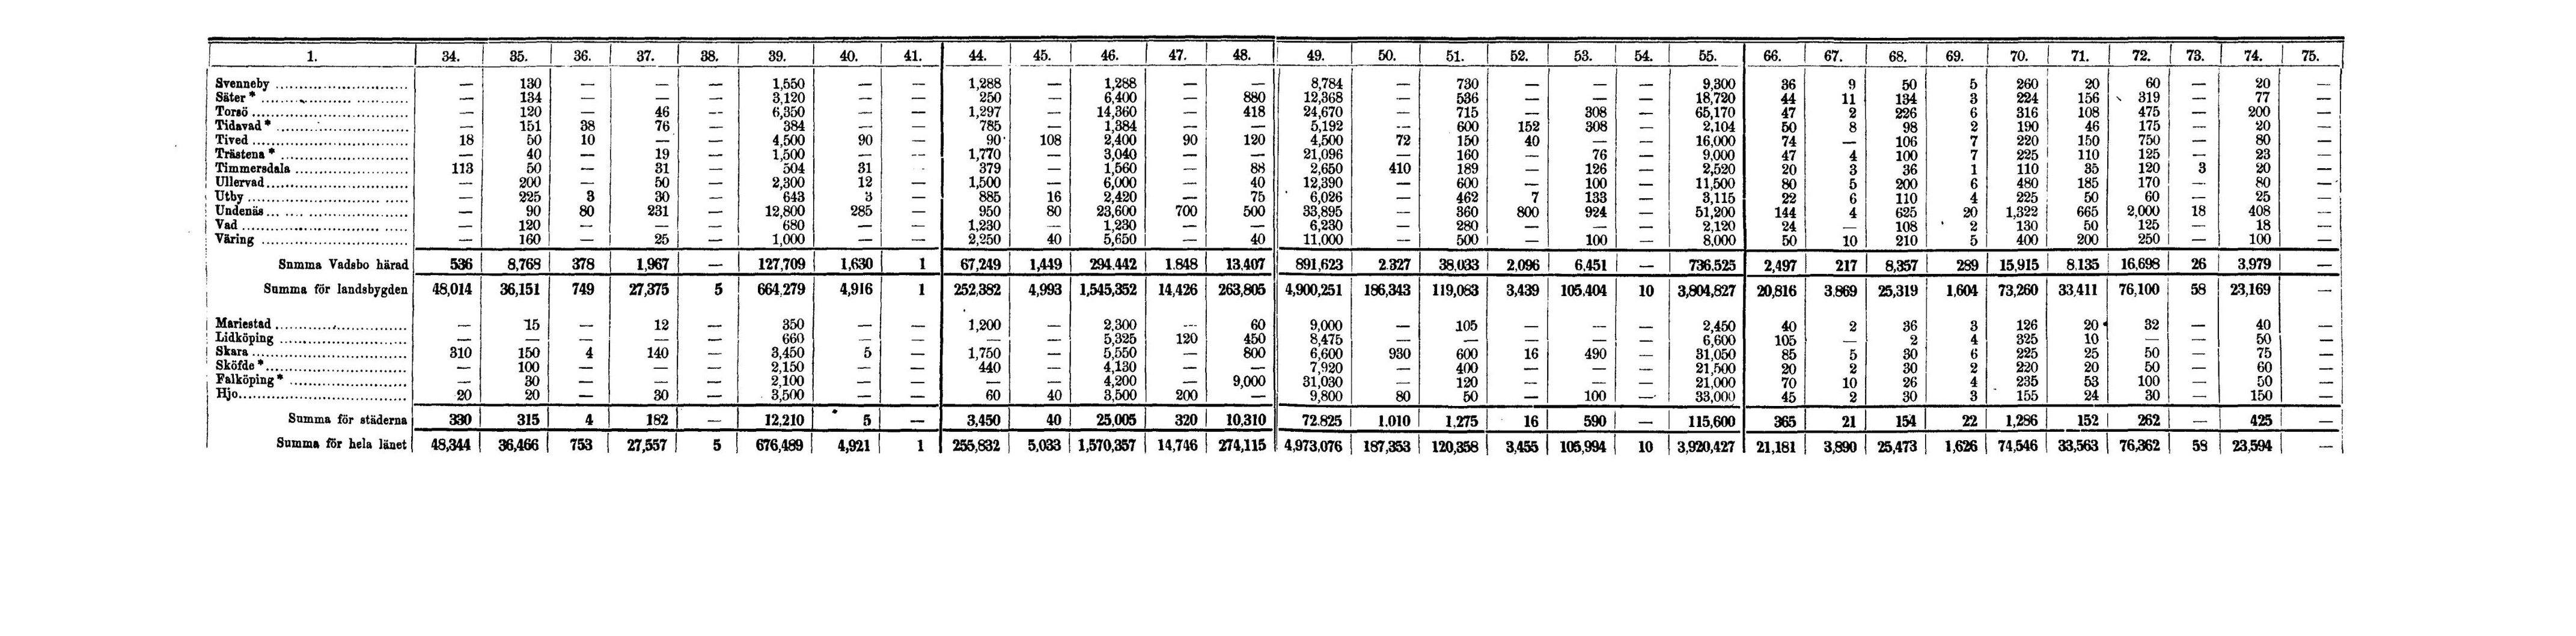 1. 34. 35. 36. 37. 38. 39. 40. 41. 44. 45. 46. 47. 48. 49. 50. 51. 52. 53. 54. 55. 66. 67. 68. 69. 70. 71. 72. 73. 74. 75.
Svenneby — 130 — — — 1,550 — — 1,288 — 1,288 — — 8,784 — 730 — — — 9,300 36 9 50 5 260 20 60 — 20 —
Säter * — 134 — — — 3,120 — — 250 — 6,400 — 880 12,368 — 536 — — — 18,720 44 11 134 3 224 156 319 — 77 —
Torsö — 120 — 46 — 6,350 — — 1,297 — 14,360 — 418 24,670 — 715 — 308 — 65,170 47 2 226 6 316 108 475 — 200 —
Tidavad * — 151 38 76 — 384 — — 785 — 1,384 — — 5,192 — 600 152 308 — 2,104 50 8 98 2 190 46 175 — 20 —
Tived 18 50 10 — — 4,500 90 — 90 108 2,400 90 120 4,500 72 150 40 — — 16,000 74 — 106 7 220 150 750 — 80 —
Trästena * — 40 — 19 — 1,500 — — 1,770 — 3,040 — — 21,096 — 160 — 76 — 9,000 47 4 100 7 225 110 125 — 23 —
Timmersdala 113 50 — 31 — 504 31 — 379 — 1,560 — 88 2,650 410 189 — 126 — 2,520 20 3 36 1 110 35 120 3 20 —
Ullervad — 200 — 50 — 2,300 12 — 1,500 — 6,000 — 40 12,390 — 600 — 100 — 11,500 80 5 200 6 480 185 170 — 80 —
Utby — 225 3 30 — 643 3 — 885 16 2,420 — 75 6,026 — 462 7 133 — 3,115 22 6 110 4 225 50 60 — 25 —
Undenäs — 90 80 231 — 12,800 285 — 950 80 23,600 700 500 33,895 — 360 800 924 — 51,200 144 4 625 20 1,322 665 2,000 18 408 —
Vad — 120 — — — 680 — — 1,230 — 1,230 — — 6,230 — 280 — — — 2,120 24 — 108 2 130 50 125 — 18 —
Väring — 160 — 25 — 1,000 — — 2,250 40 5,650 — 40 11,000 — 500 — 100 — 8,000 50 10 210 5 400 200 250 — 100 —
Summa Vadsbo härad 536 8,768 378 1,967 — 127,709 1,630 1 67,249 1,449 294.442 1.848 13.407 891,623 2.327 38,033 2,096 6,451 — 736.525 2,497 217 8,357 289 15,915 8.135 16,698 26 3.979 —
Summa för landsbygden 48,014 36,151 749 27,375 5 664,279 4,916 1 252,382 4,993 1,545,352 14,426 263,805 4,900,251 186,343 119,083 3,439 105,404 10 3,804,827 20,816 3.869 25,319 1,604 73,260 33,411 76,100 58 23,169 —
Mariestad — 15 — 12 — 350 — — 1,200 — 2,300 — 60 9,000 — 105 — — — 2,450 40 2 36 3 126 20 32 — 40 —
Lidköping — — — — — 660 — — — — 5,325 120 450 8,475 — — — — — 6,600 105 — 2 4 325 10 — — 50 —
Skara 310 150 4 140 — 3,450 5 — 1,750 — 5,550 — 800 6,600 930 600 16 490 — 31,050 85 5 30 6 225 25 50 — 75 —
Sköfde * — 100 — — — 2,150 — — 440 — 4,130 — — 7,920 — 400 — — — 21,500 20 2 30 2 220 20 50 — 60 —
Falköping * — 30 — — — 2,100 — — — — 4,200 — 9,000 31,030 — 120 — — — 21,000 70 10 26 4 235 53 100 — 50 —
Hjo 20 20 — 30 — 3,500 — — 60 40 3,500 200 — 9,800 80 50 — 100 — 33,000 45 2 30 3 155 24 30 — 150 —
Summa för städerna 330 315 4 182 — 12,210 5 — 3,450 40 25,005 320 10,310 72.825 1.010 1,275 16 590 — 115,600 365 21 154 22 1,286 152 262 — 425 —
Summa för hela länet 48,344 36,466 753 27,557 5 676,489 4,921 1 255,832 5,033 1,570,357 14,746 274,115 4,973,076 187,353 120,358 3,455 105,994 10 3,920,427 21,181 3,890 25,473 1,626 74,546 33,563 76,362 58 23,594 —